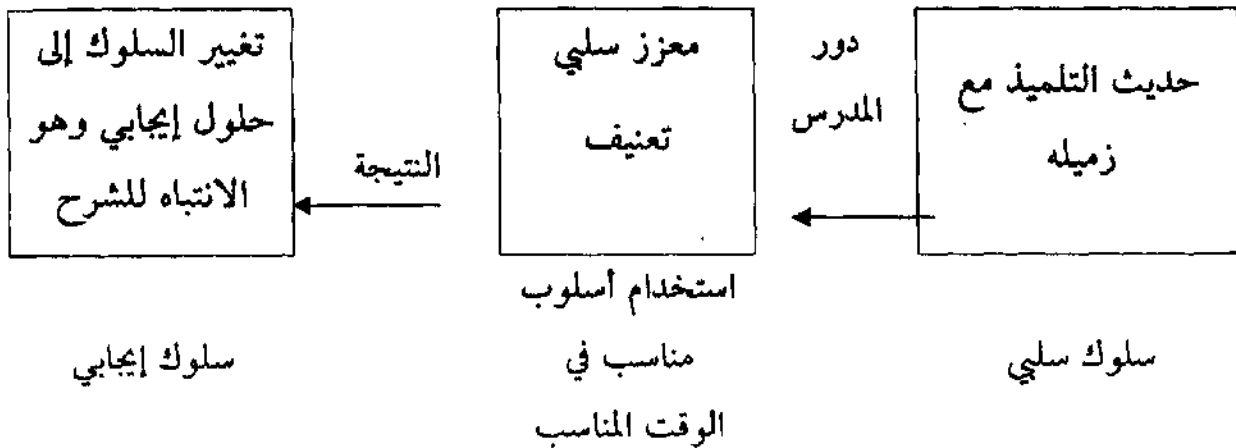 حديث التلميذ مع
زميله
سلوك سلبي
دور
المدرس
معزز سلبي
تعنيف
استخدام أسلوب
مناسب في
الوقت المناسب
النتيجة
تغيير السلوك إلى
حلول إيجابي وهو
الانتباه للشرح
سلوك إيجابي